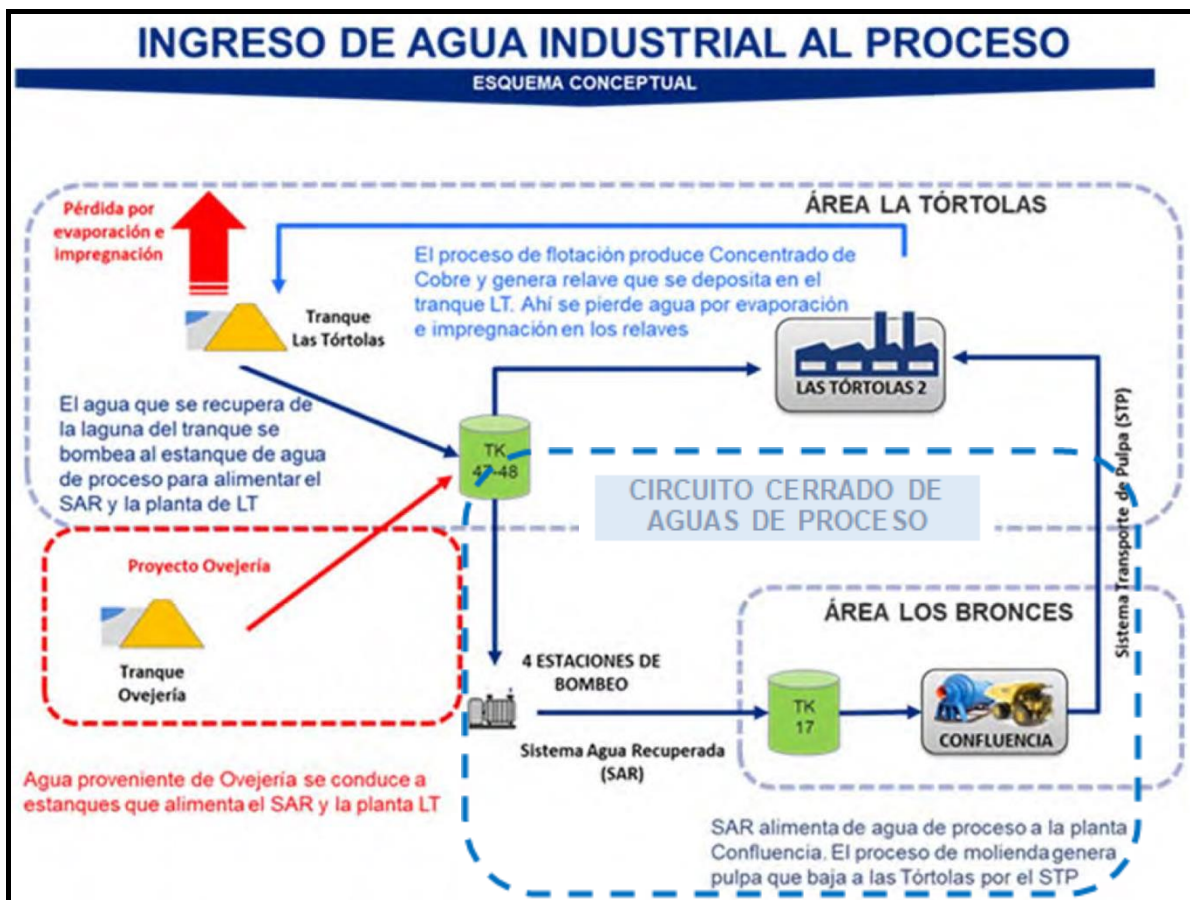 INGRESO DE AGUA INDUSTRIAL AL PROCESO
ESQUEMA CONCEPTUAL
ÁREA LA TÓRTOLAS
Pérdida por
evaporación e
impregnación
El proceso de flotación produce Concentrado de
Cobre y genera relave que se deposita en el
tranque LT. Ahí se pierde agua por evaporación
e impregnación en los relaves
Tranque
Las Tórtolas
LAS TÓRTOLAS 2
El agua que se recupera de
la laguna del tranque se
bombea al estanque de agua
de proceso para alimentar el
SAR y la planta de LT
TK
47-48
CIRCUITO CERRADO DE
AGUAS DE PROCESO
Sistema Transporte de Pulpa (STP)
Proyecto Ovejería
Tranque
Ovejería
ÁREA LOS BRONCES
4 ESTACIONES DE
BOMBEO
TK
17
CONFLUENCIA
Sistema Agua Recuperada
(SAR)
Agua proveniente de Ovejería se conduce a
estanques que alimenta el SAR y la planta LT
SAR alimenta de agua de proceso a la planta
Confluencia. El proceso de molienda genera
pulpa que baja a las Tórtolas por el STP